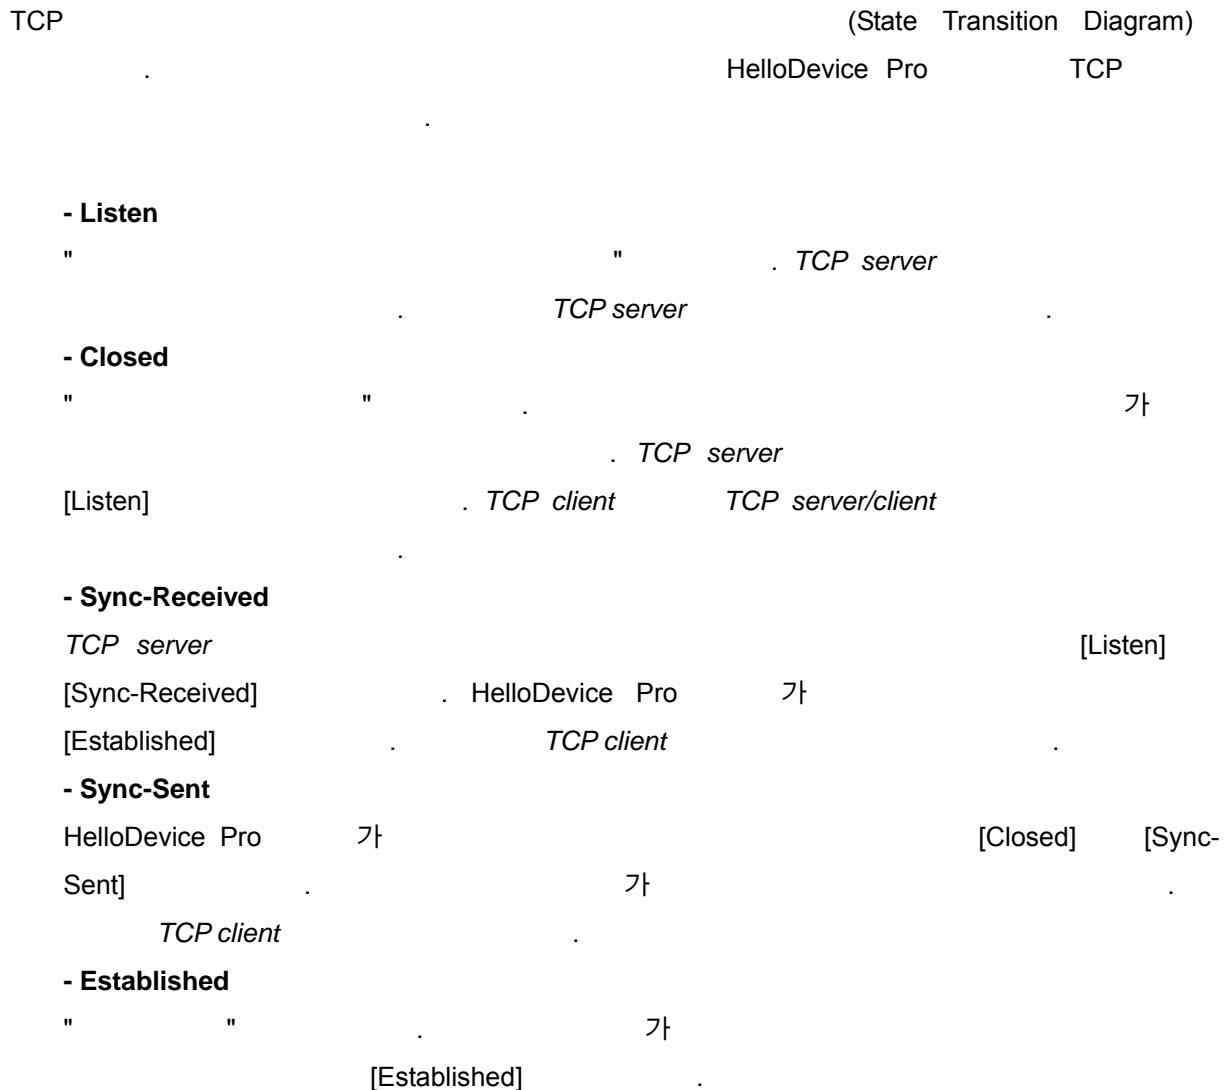 TCP (State Transition Diagram)
. HelloDevice Pro TCP
.
- Listen
" " . TCP server
. TCP server .
- Closed
" " . 가
. TCP server
[Listen] . TCP client TCP server/client
.
- Sync-Received
TCP server [Listen]
[Sync-Received] . HelloDevice Pro 가
[Established] . TCP client .
- Sync-Sent
HelloDevice Pro 가 [Closed] [Sync-
Sent] . 가 .
TCP client .
- Established
" " . 가
[Established] .